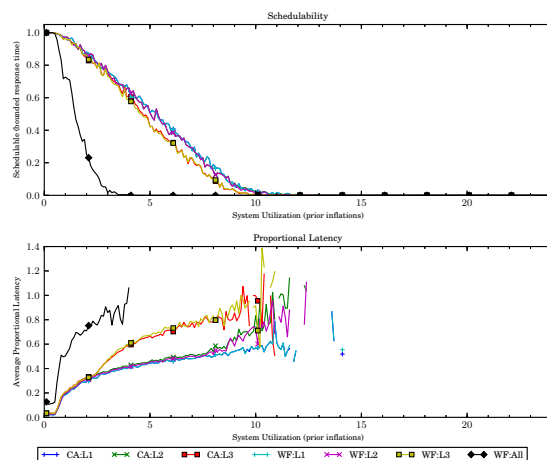 Schedulability
Schedulable (bounded response time)
1.0
0.8
0.6
0.4
0.2
0.0
0 5 10 15 20
System Utilization (prior inflations)
Proportional Latency
Average Proportional Latency
1.4
1.2
1.0
0.8
0.6
0.4
0.2
0.0
0 5 10 15 20
System Utilization (prior inflations)
CA:L1 CA:L2 CA:L3 WF:L1 WF:L2 WF:L3 WF:All